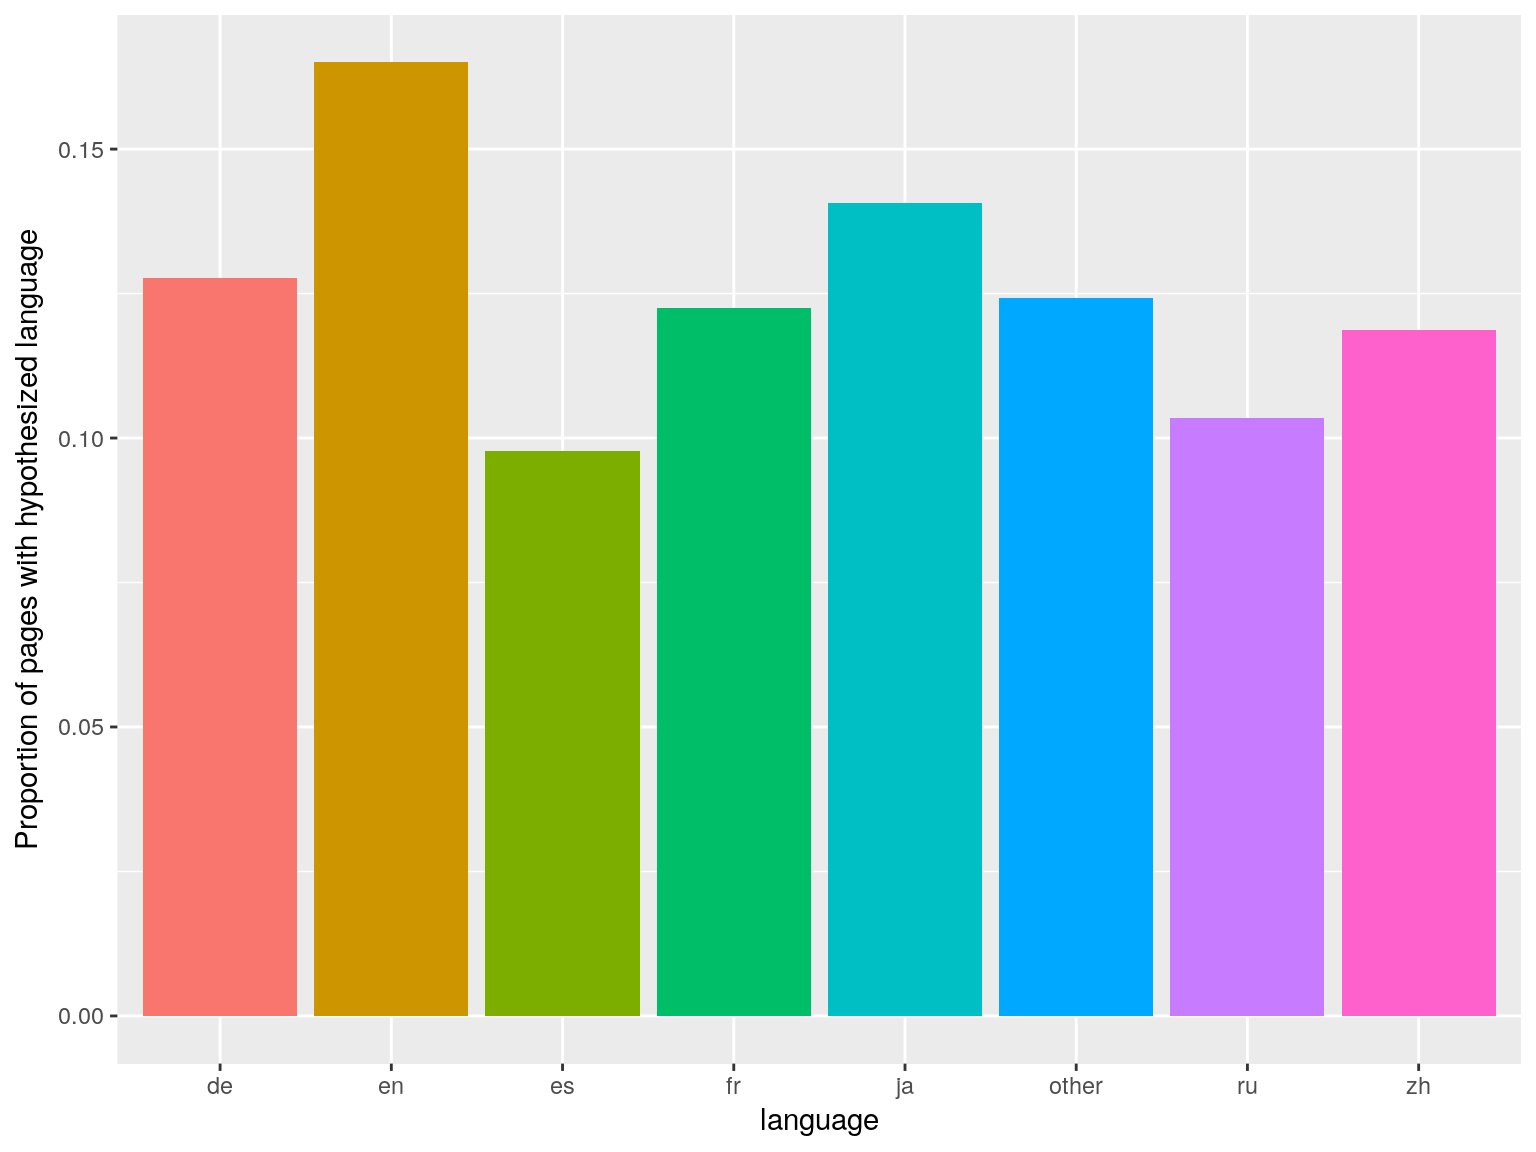 Proportion of pages with hypothesized language
0.15
0.10
0.05
0.00
de en es fr ja other ru zh
language